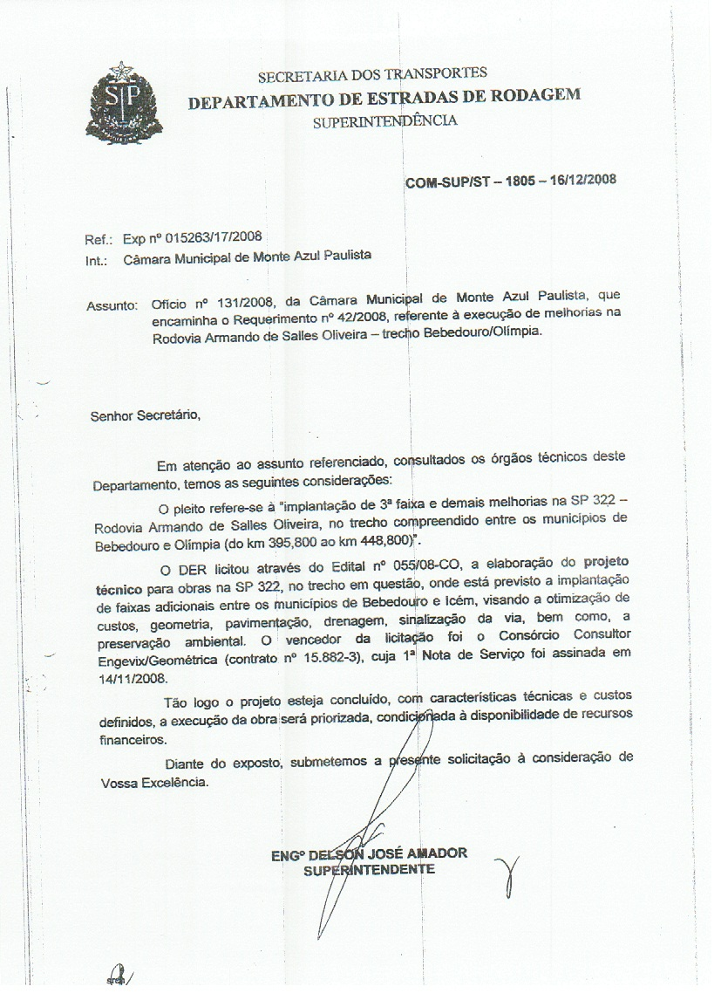 SP
SECRETARIA DOS TRANSPORTES
DEPARTAMENTO DE ESTRADAS DE RODAGEM
SUPERINTENDÊNCIA
COM-SUP/ST – 1805 – 16/12/2008
Ref.: Exp nº 015263/17/2008
Int.: Câmara Municipal de Monte Azul Paulista
Assunto: Ofício nº 131/2008, da Câmara Municipal de Monte Azul Paulista, que
encaminha o Requerimento nº 42/2008, referente à execução de melhorias na
Rodovia Armando de Salles Oliveira – trecho Bebedouro/Olímpia.
Senhor Secretário,
Em atenção ao assunto referenciado, consultados os órgãos técnicos deste
Departamento, temos as seguintes considerações:
O pleito refere-se à "implantação de 3ª faixa e demais melhorias na SP 322 –
Rodovia Armando de Salles Oliveira, no trecho compreendido entre os municípios de
Bebedouro e Olímpia (do km 395,800 ao km 448,800)".
O DER licitou através do Edital nº 055/08-CO, a elaboração do projeto
técnico para obras na SP 322, no trecho em questão, onde está previsto a implantação
de faixas adicionais entre os municípios de Bebedouro e Icém, visando a otimização de
custos, geometria, pavimentação, drenagem, sinalização da via, bem como, a
preservação ambiental. O vencedor da licitação foi o Consórcio Consultor
Engevix/Geométrica (contrato nº 15.882-3), cuja 1ª Nota de Serviço foi assinada em
14/11/2008.
Tão logo o projeto esteja concluído, com características técnicas e custos
definidos, a execução da obra será priorizada, condicionada à disponibilidade de recursos
financeiros.
Diante do exposto, submetemos a presente solicitação à consideração de
Vossa Excelência.
ENGº DELSON JOSÉ AMADOR
SUPERINTENDENTE